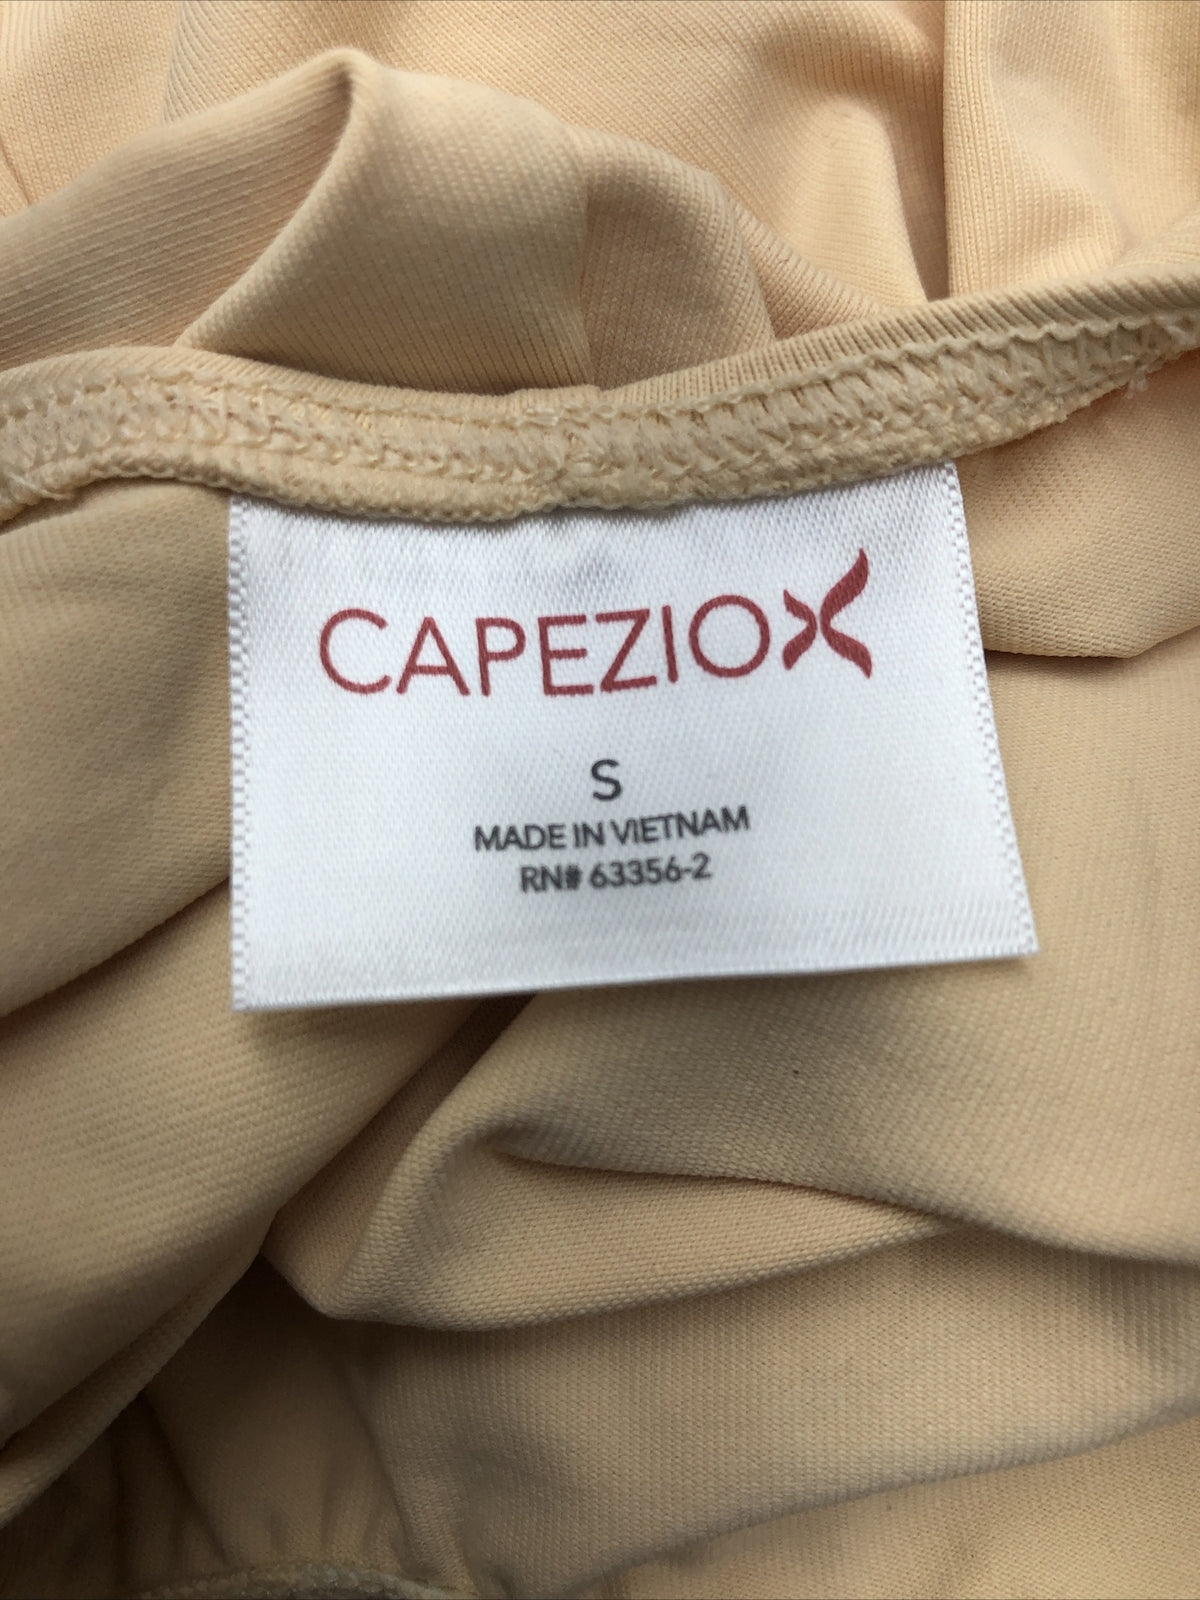 CAPEZIO
S
MADE IN VIETNAM
RN# 63356-2